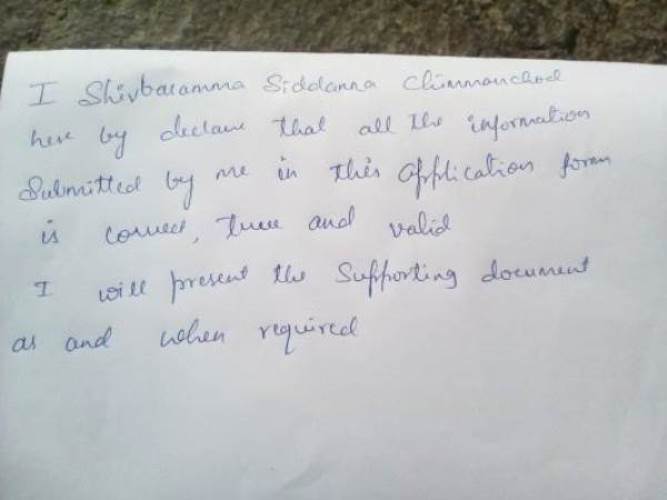 I Shivbasamma Siddanna Chimmanchod
here by declare that all the information
Submitted by me in this application form
is correct, true and valid
I will present the Supporting document
as and when required